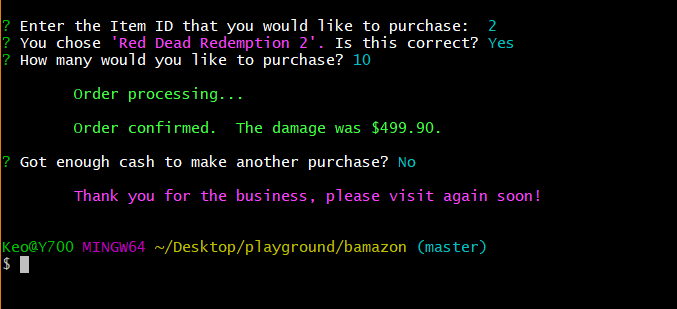 ? Enter the Item ID that you would like to purchase:  2
? You chose 'Red Dead Redemption 2'. Is this correct? Yes
? How many would you like to purchase? 10
Order processing...
Order confirmed.  The damage was $499.90.
? Got enough cash to make another purchase? No
Thank you for the business, please visit again soon!
Keo@Y700 MINGW64 ~/Desktop/playground/bamazon (master)
$